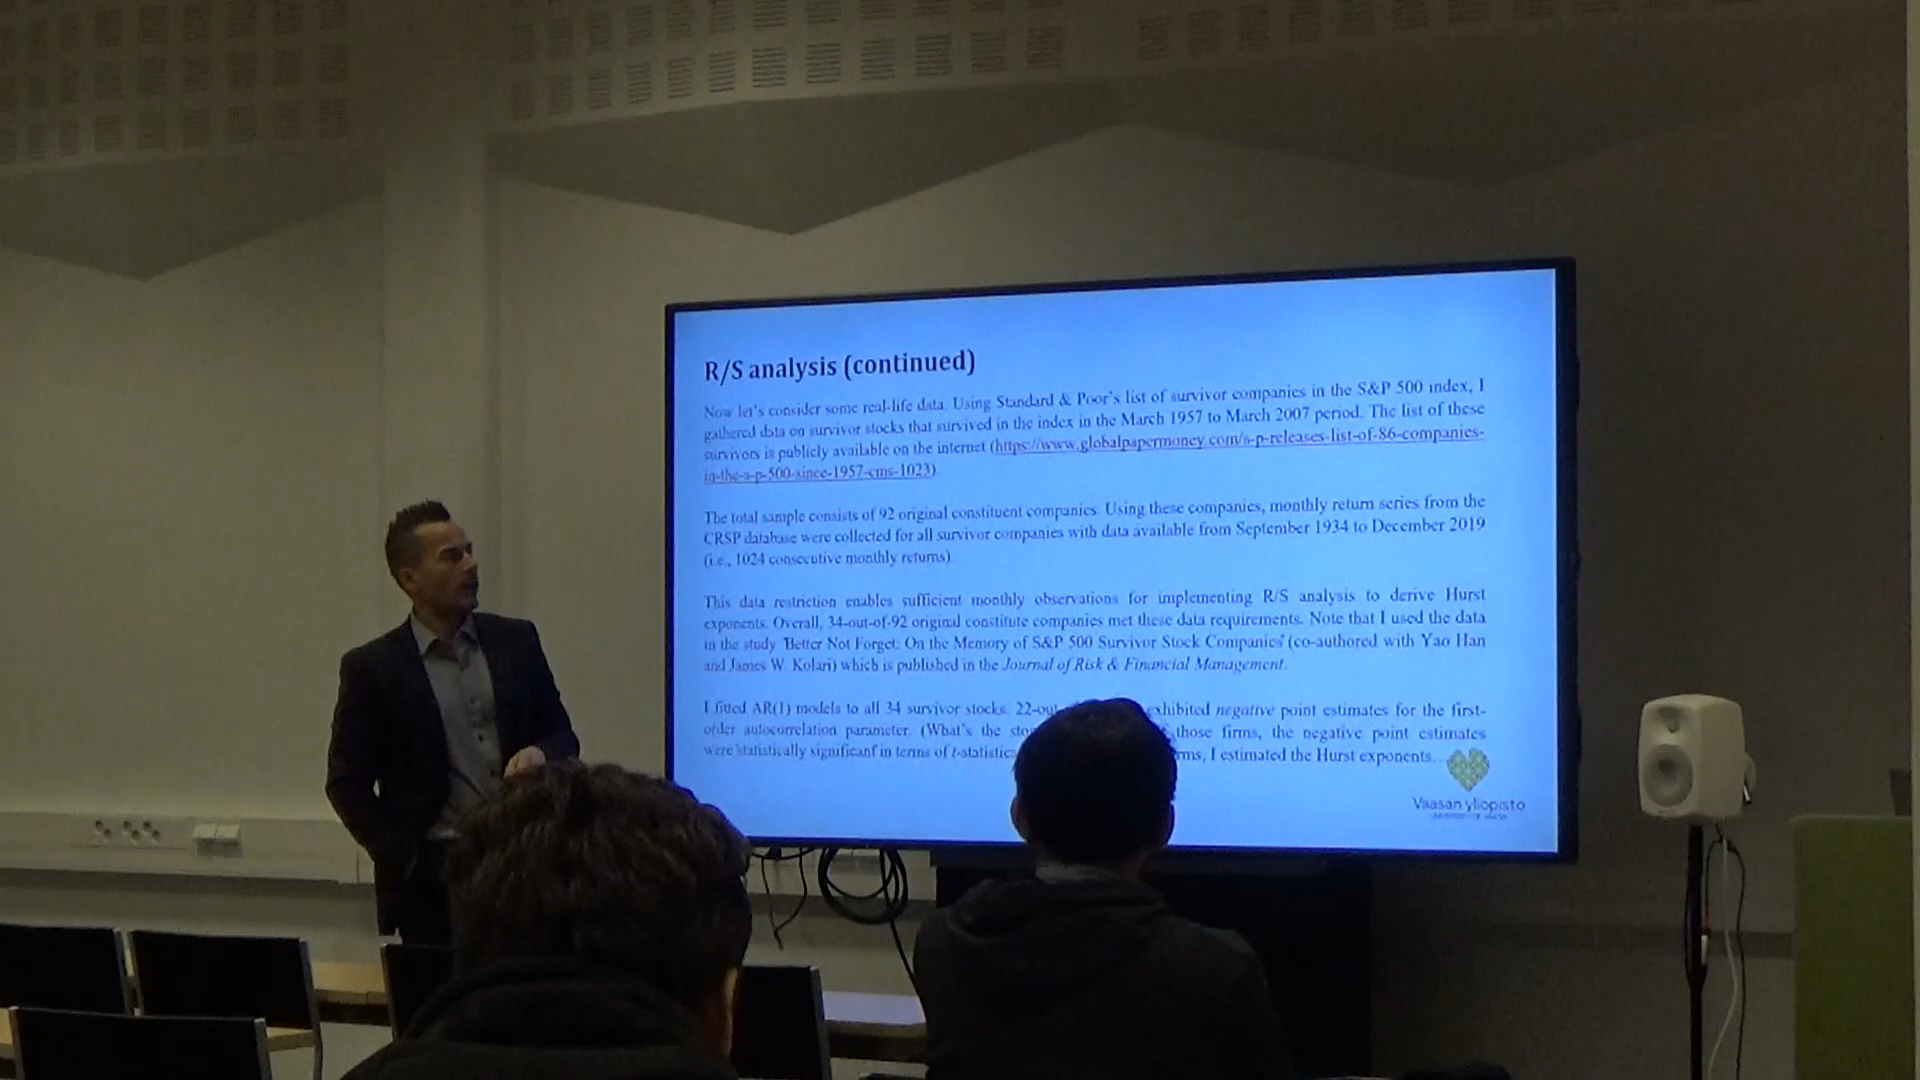 R/S analysis (continued)
Now let's consider some real-life data. Using Standard & Poor's list of survivor companies in the S&P 500 index, I
gathered data on survivor stocks that survived in the index in the March 1957 to March 2007 period. The list of these
survivors is publicly available on the internet (https://www.globalpapermoney.com/s-p-releases-list-of-86-companies-
in-the-s-p-500-since-1957-cms-1023).
The total sample consists of 92 original constituent companies. Using these companies, monthly return series from the
CRSP database were collected for all survivor companies with data available from September 1934 to December 2019
(i.e., 1024 consecutive monthly returns).
This data restriction enables sufficient monthly observations for implementing R/S analysis to derive Hurst
exponents. Overall, 34-out-of-92 original constitute companies met these data requirements. Note that I used the data
in the study 'Better Not Forget: On the Memory of S&P 500 Survivor Stock Companies' (co-authored with Yao Han
and James W. Kolari) which is published in the Journal of Risk & Financial Management.
I fitted AR(1) models to all 34 survivor stocks. 22-out exhibited negative point estimates for the first-
order autocorrelation parameter. (What's the those firms, the negative point estimates
were 'statistically significant' in terms of t-statistic I estimated the Hurst exponents...
Vaasan yliopisto
UNIVERSITY OF VAASA